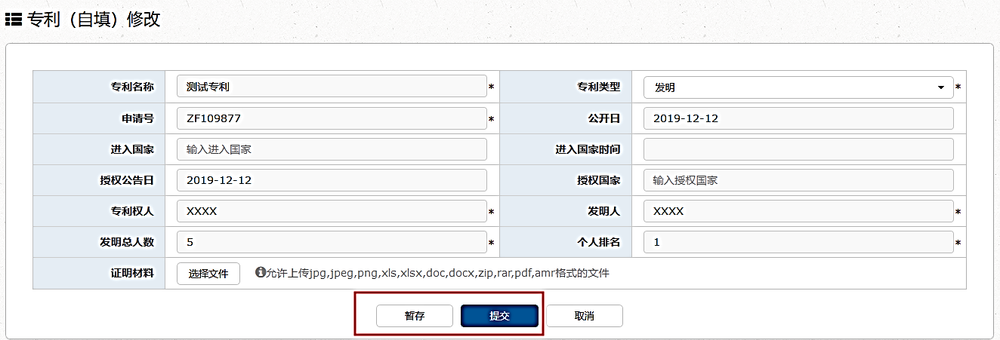 专利（自填）修改
专利名称 测试专利 * 专利类型 发明 *
申请号 ZF109877 * 公开日 2019-12-12
进入国家 输入进入国家 进入国家时间
授权公告日 2019-12-12 授权国家 输入授权国家
专利权人 XXXX * 发明人 XXXX *
发明总人数 5 * 个人排名 1 *
证明材料 选择文件 允许上传jpg,jpeg,png,xls,xlsx,doc,docx,zip,rar,pdf,amr格式的文件
暂存 提交 取消